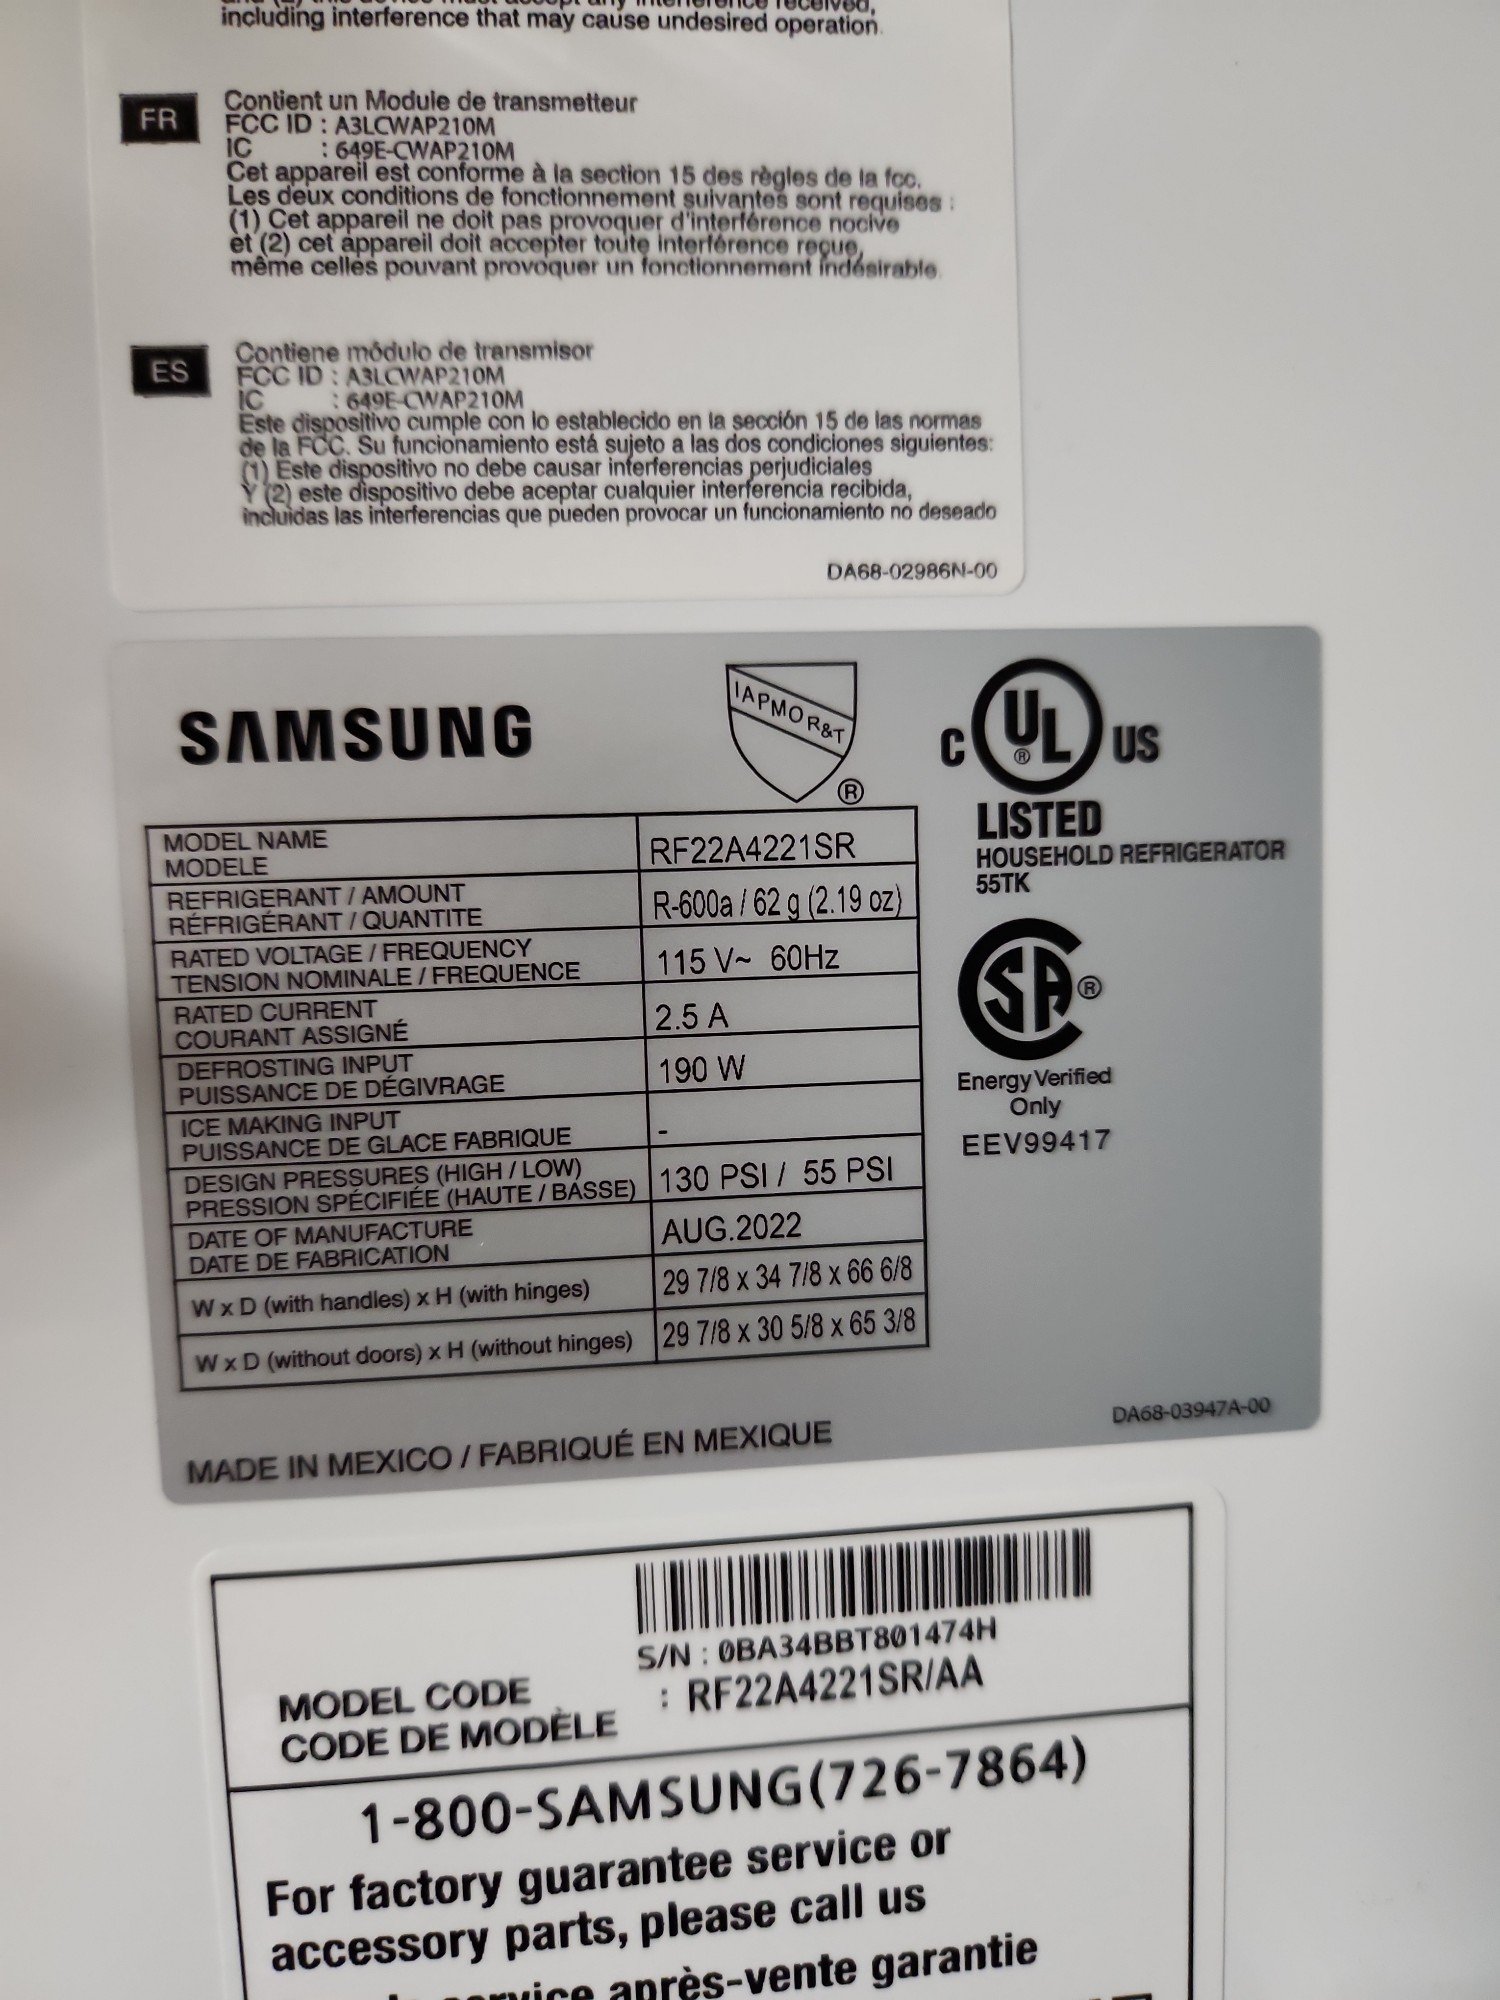 and (2) this device must accept any interference received,
including interference that may cause undesired operation.
FR
Contient un Module de transmetteur
FCC ID : A3LCWAP210M
IC : 649E-CWAP210M
Cet appareil est conforme à la section 15 des règles de la fcc.
Les deux conditions de fonctionnement suivantes sont requises :
(1) Cet appareil ne doit pas provoquer d'interférence nocive
et (2) cet appareil doit accepter toute interférence reçue,
même celles pouvant provoquer un fonctionnement indésirable.
ES
Contiene módulo de transmisor
FCC ID : A3LCWAP210M
IC : 649E-CWAP210M
Este dispositivo cumple con lo establecido en la sección 15 de las normas
de la FCC. Su funcionamiento está sujeto a las dos condiciones siguientes:
(1) Este dispositivo no debe causar interferencias perjudiciales
Y (2) este dispositivo debe aceptar cualquier interferencia recibida,
incluidas las interferencias que pueden provocar un funcionamiento no deseado
DA68-02986N-00
SAMSUNG
IAPMO R&T
®
C UL ® US
LISTED
HOUSEHOLD REFRIGERATOR
55TK
MODEL NAME
MODELE
RF22A4221SR
REFRIGERANT / AMOUNT
RÉFRIGÉRANT / QUANTITE
R-600a / 62 g (2.19 oz)
RATED VOLTAGE / FREQUENCY
TENSION NOMINALE / FREQUENCE
115 V~ 60Hz
RATED CURRENT
COURANT ASSIGNÉ
2.5 A
DEFROSTING INPUT
PUISSANCE DE DÉGIVRAGE
190 W
ICE MAKING INPUT
PUISSANCE DE GLACE FABRIQUE
-
DESIGN PRESSURES (HIGH / LOW)
PRESSION SPÉCIFIÉE (HAUTE / BASSE)
130 PSI / 55 PSI
DATE OF MANUFACTURE
DATE DE FABRICATION
AUG.2022
W x D (with handles) x H (with hinges)
29 7/8 x 34 7/8 x 66 6/8
W x D (without doors) x H (without hinges)
29 7/8 x 30 5/8 x 65 3/8
SA ®
Energy Verified
Only
EEV99417
DA68-03947A-00
MADE IN MEXICO / FABRIQUÉ EN MEXIQUE
S/N : 0BA34BBT801474H
MODEL CODE
CODE DE MODÈLE
: RF22A4221SR/AA
1-800-SAMSUNG(726-7864)
For factory guarantee service or
accessory parts, please call us
service après-vente garantie